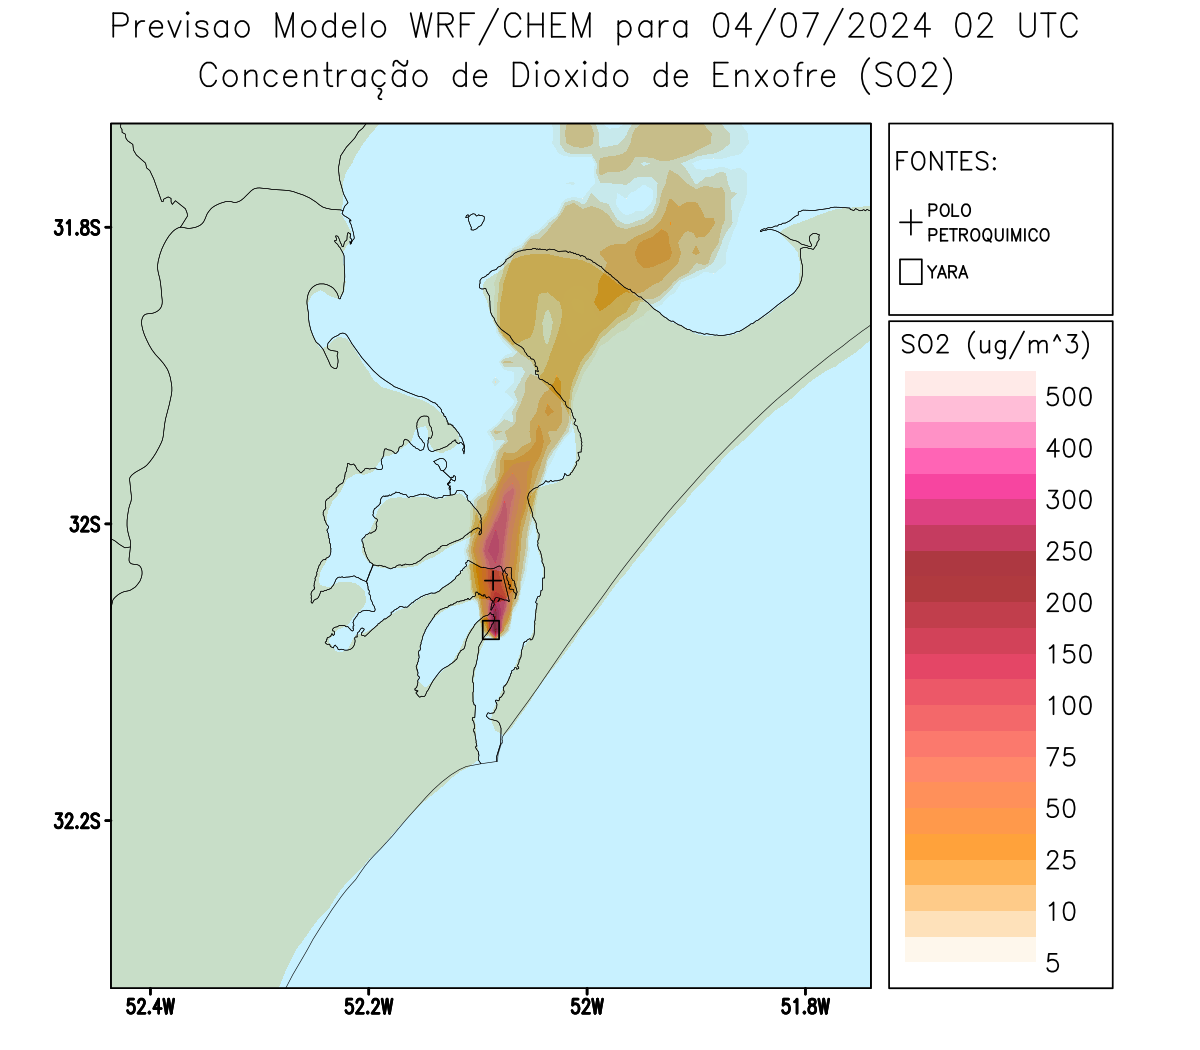 Previsao Modelo WRF/CHEM para 04/07/2024 02 UTC
Concentração de Dioxido de Enxofre (SO2)
FONTES:
POLO
PETROQUIMICO
YARA
SO2 (ug/m^3)
500
400
300
250
200
150
100
75
50
25
10
5
31.8S
32S
32.2S
52.4W
52.2W
52W
51.8W